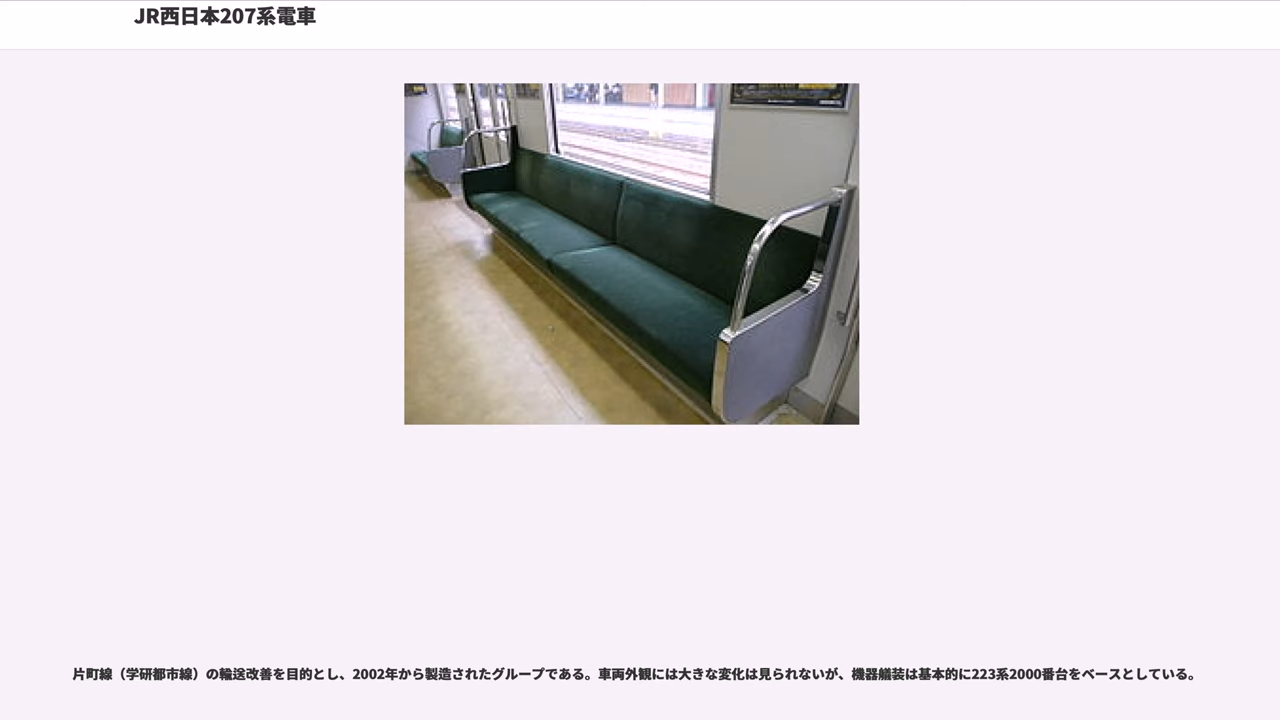 JR西日本207系電車
片町線（学研都市線）の輸送改善を目的とし、2002年から製造されたグループである。車両外観には大きな変化は見られないが、機器艤装は基本的に223系2000番台をベースとしている。